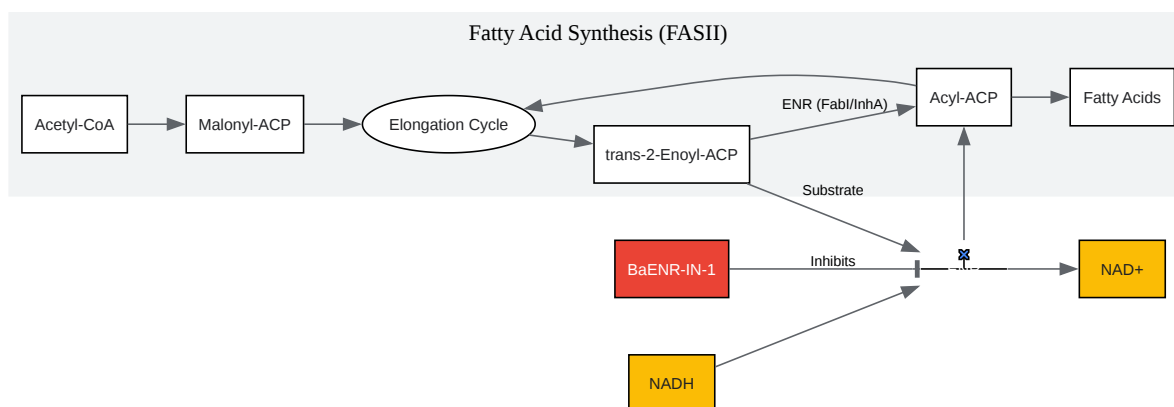 Fatty Acid Synthesis (FASII)
Acetyl-CoA
Malonyl-ACP
Elongation Cycle
trans-2-Enoyl-ACP
ENR (FabI/InhA)
Acyl-ACP
Fatty Acids
Substrate
BaENR-IN-1
Inhibits
NAD+
NADH